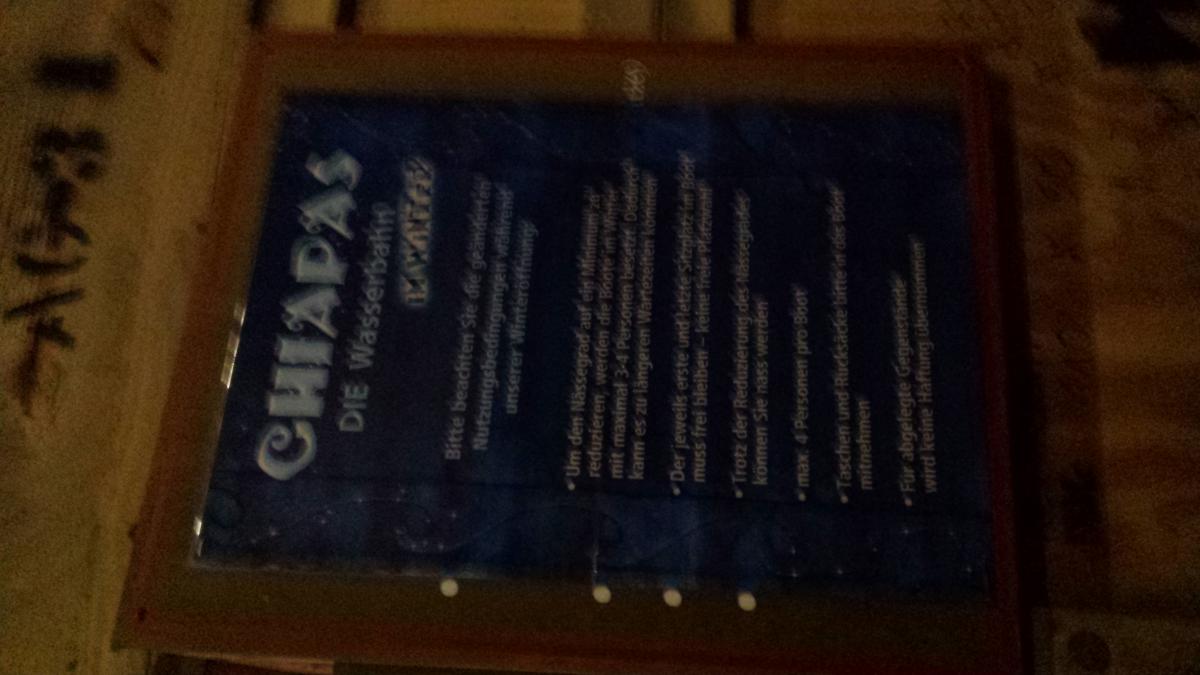 CHIAPAS
DIE Wasserbahn
Bitte beachten Sie die geänderten
Nutzungsbedingungen während
unserer Winteröffnung!
• Um den Nässegrad auf ein Minimum zu
reduzieren, werden die Boote im Winter
mit maximal 3-4 Personen besetzt. Dadurch
kann es zu längeren Wartezeiten kommen.
• Der jeweils erste und letzte Sitzplatz im Boot
muss frei bleiben – keine freie Platzwahl!
• Trotz der Reduzierung des Nässegrades
können Sie nass werden!
• max. 4 Personen pro Boot
• Taschen und Rucksäcke bitte in die Boote
mitnehmen!
• Für abgelegte Gegenstände
wird keine Haftung übernommen!